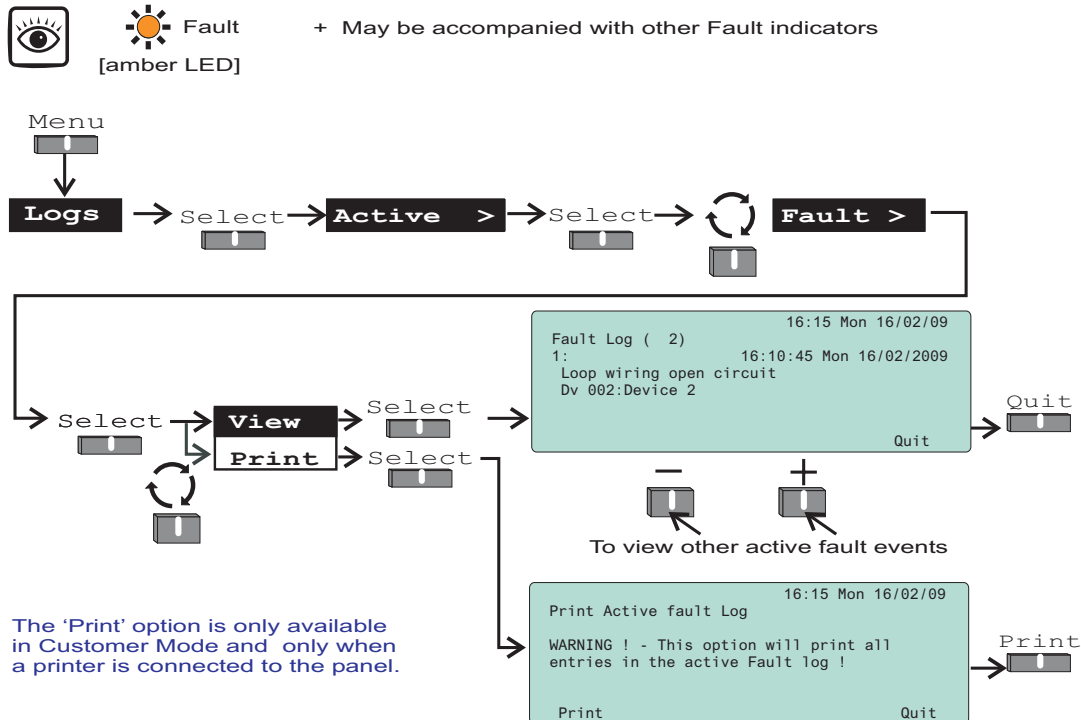 Fault + May be accompanied with other Fault indicators
[amber LED]
Menu
Logs Select Active > Select Fault >
16:15 Mon 16/02/09
Fault Log ( 2)
1: 16:10:45 Mon 16/02/2009
Loop wiring open circuit
Dv 002:Device 2
Quit
Select View Select
Print Select
Quit
− +
To view other active fault events
The ‘Print’ option is only available
in Customer Mode and only when
a printer is connected to the panel.
16:15 Mon 16/02/09
Print Active fault Log
WARNING ! - This option will print all
entries in the active Fault log !
Print Quit
Print